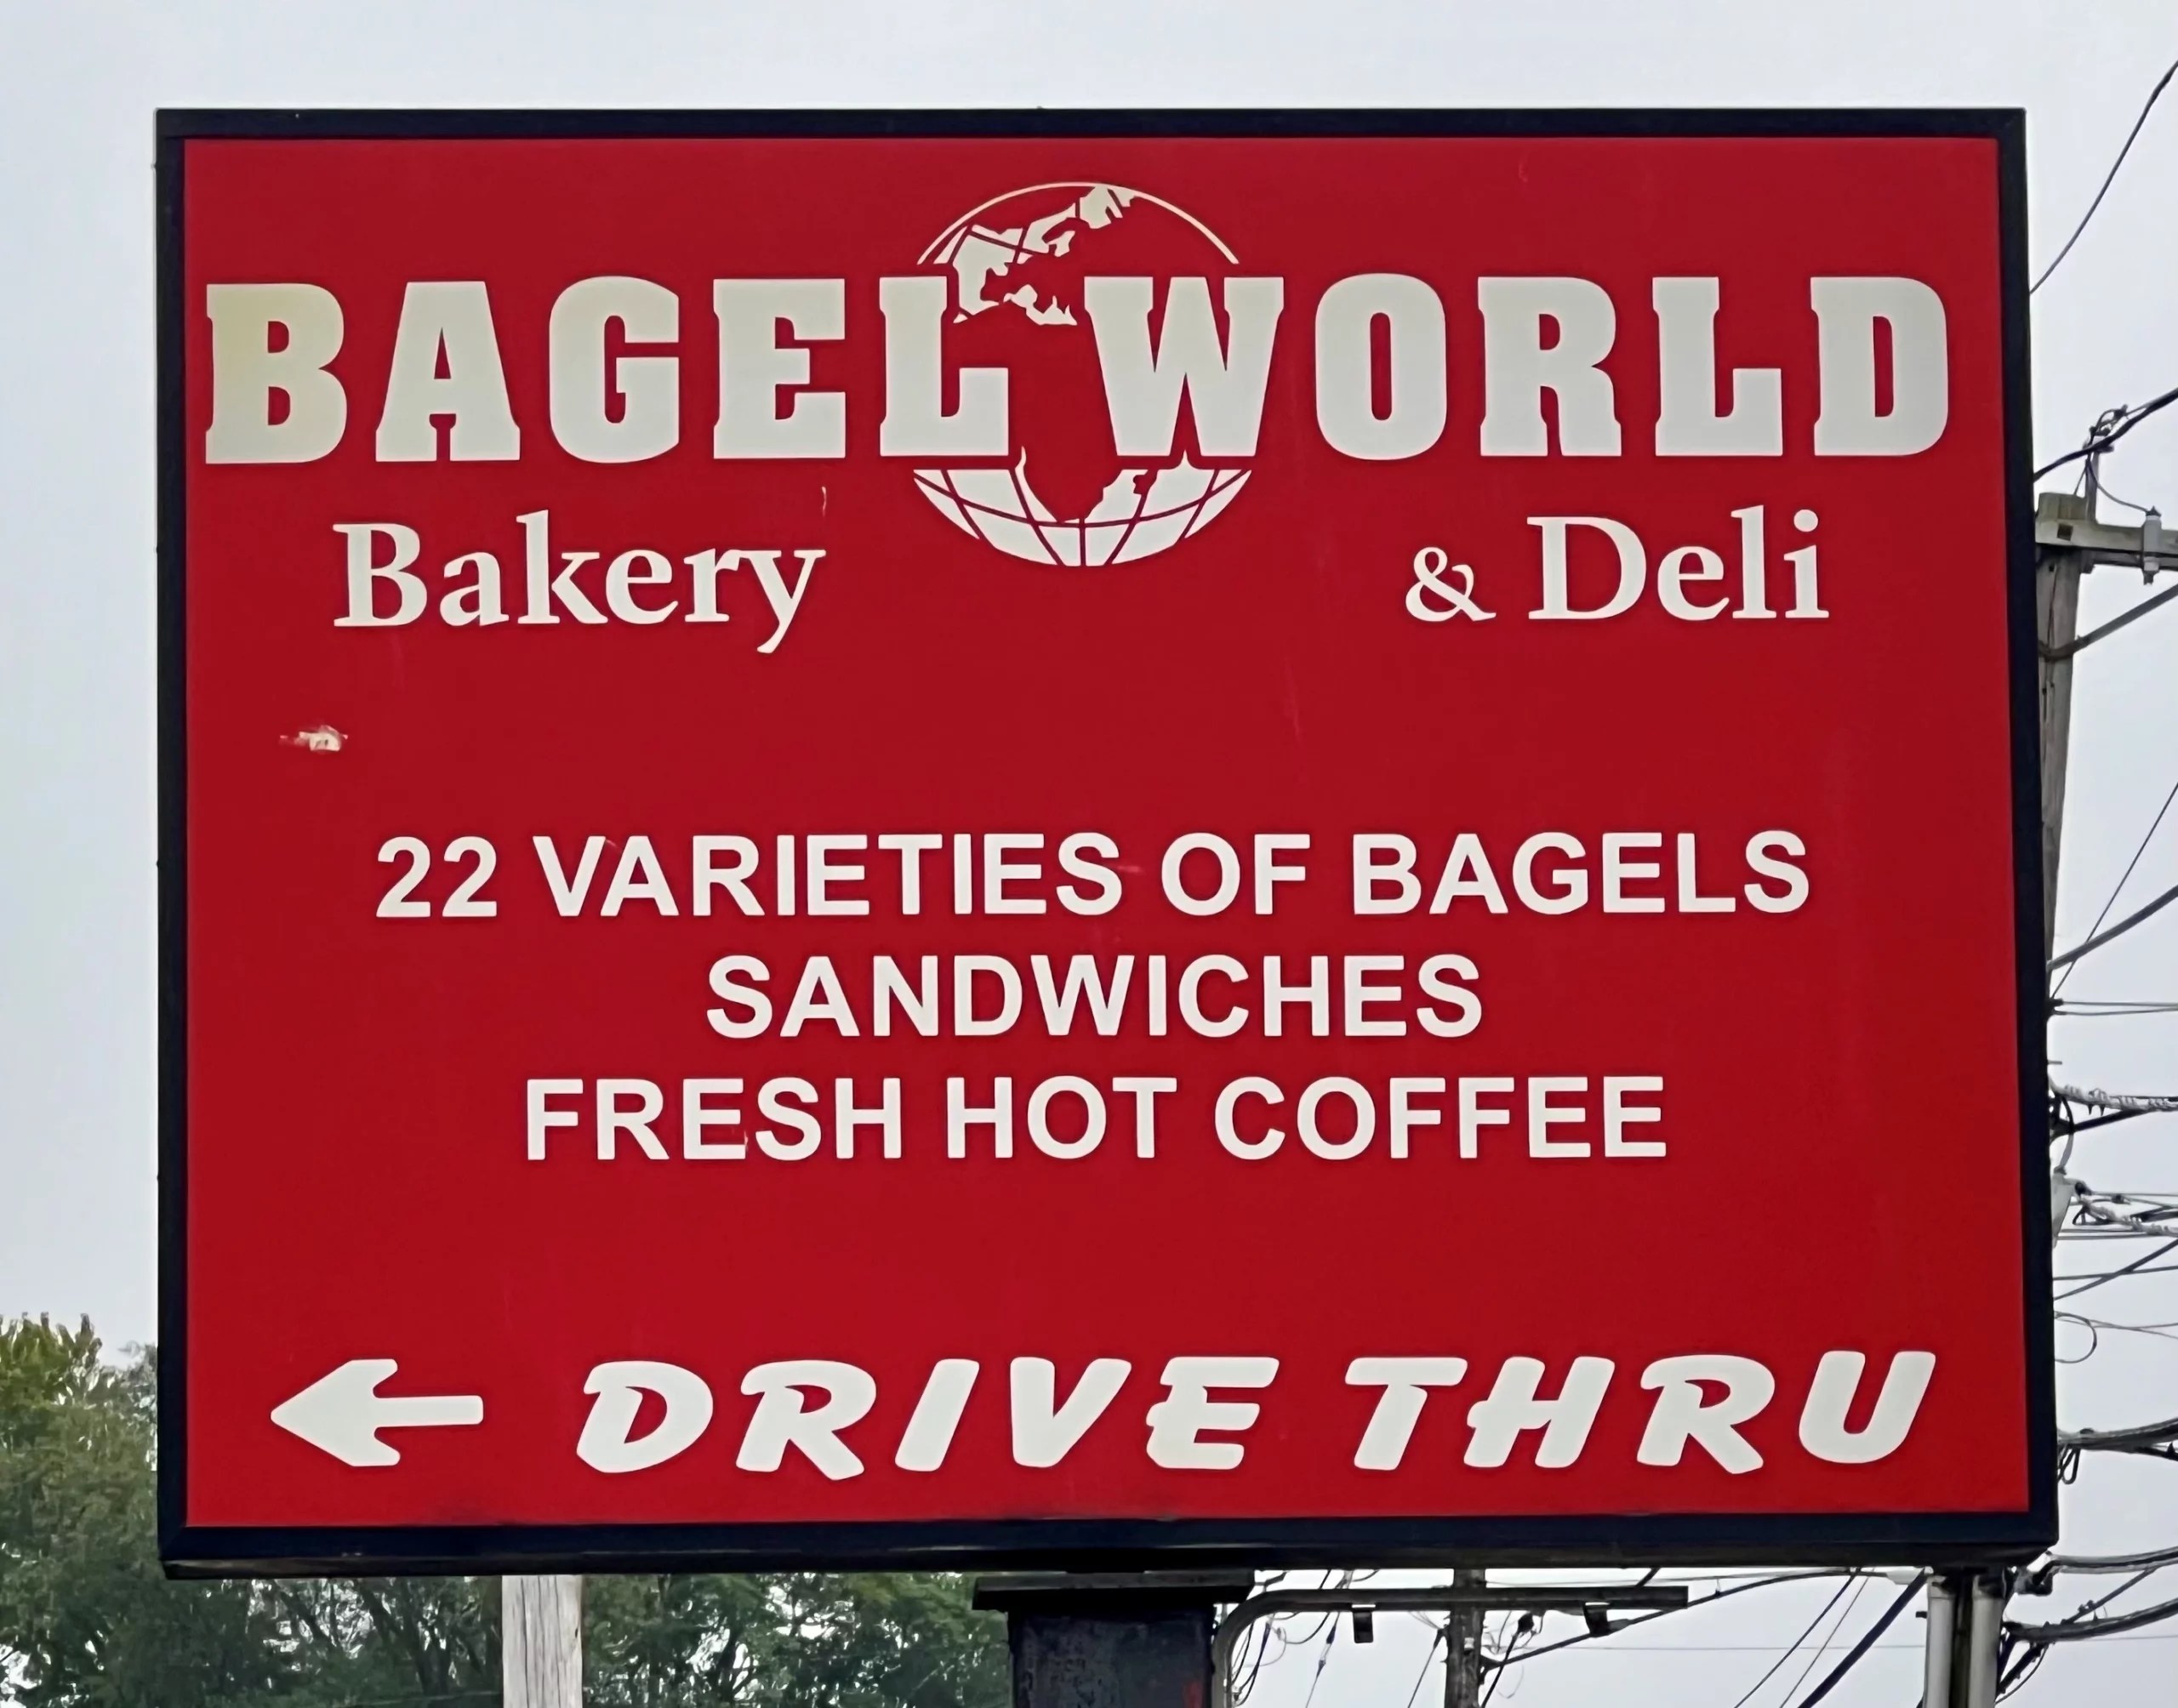 BAGEL WORLD
Bakery & Deli
22 VARIETIES OF BAGELS
SANDWICHES
FRESH HOT COFFEE
DRIVE THRU